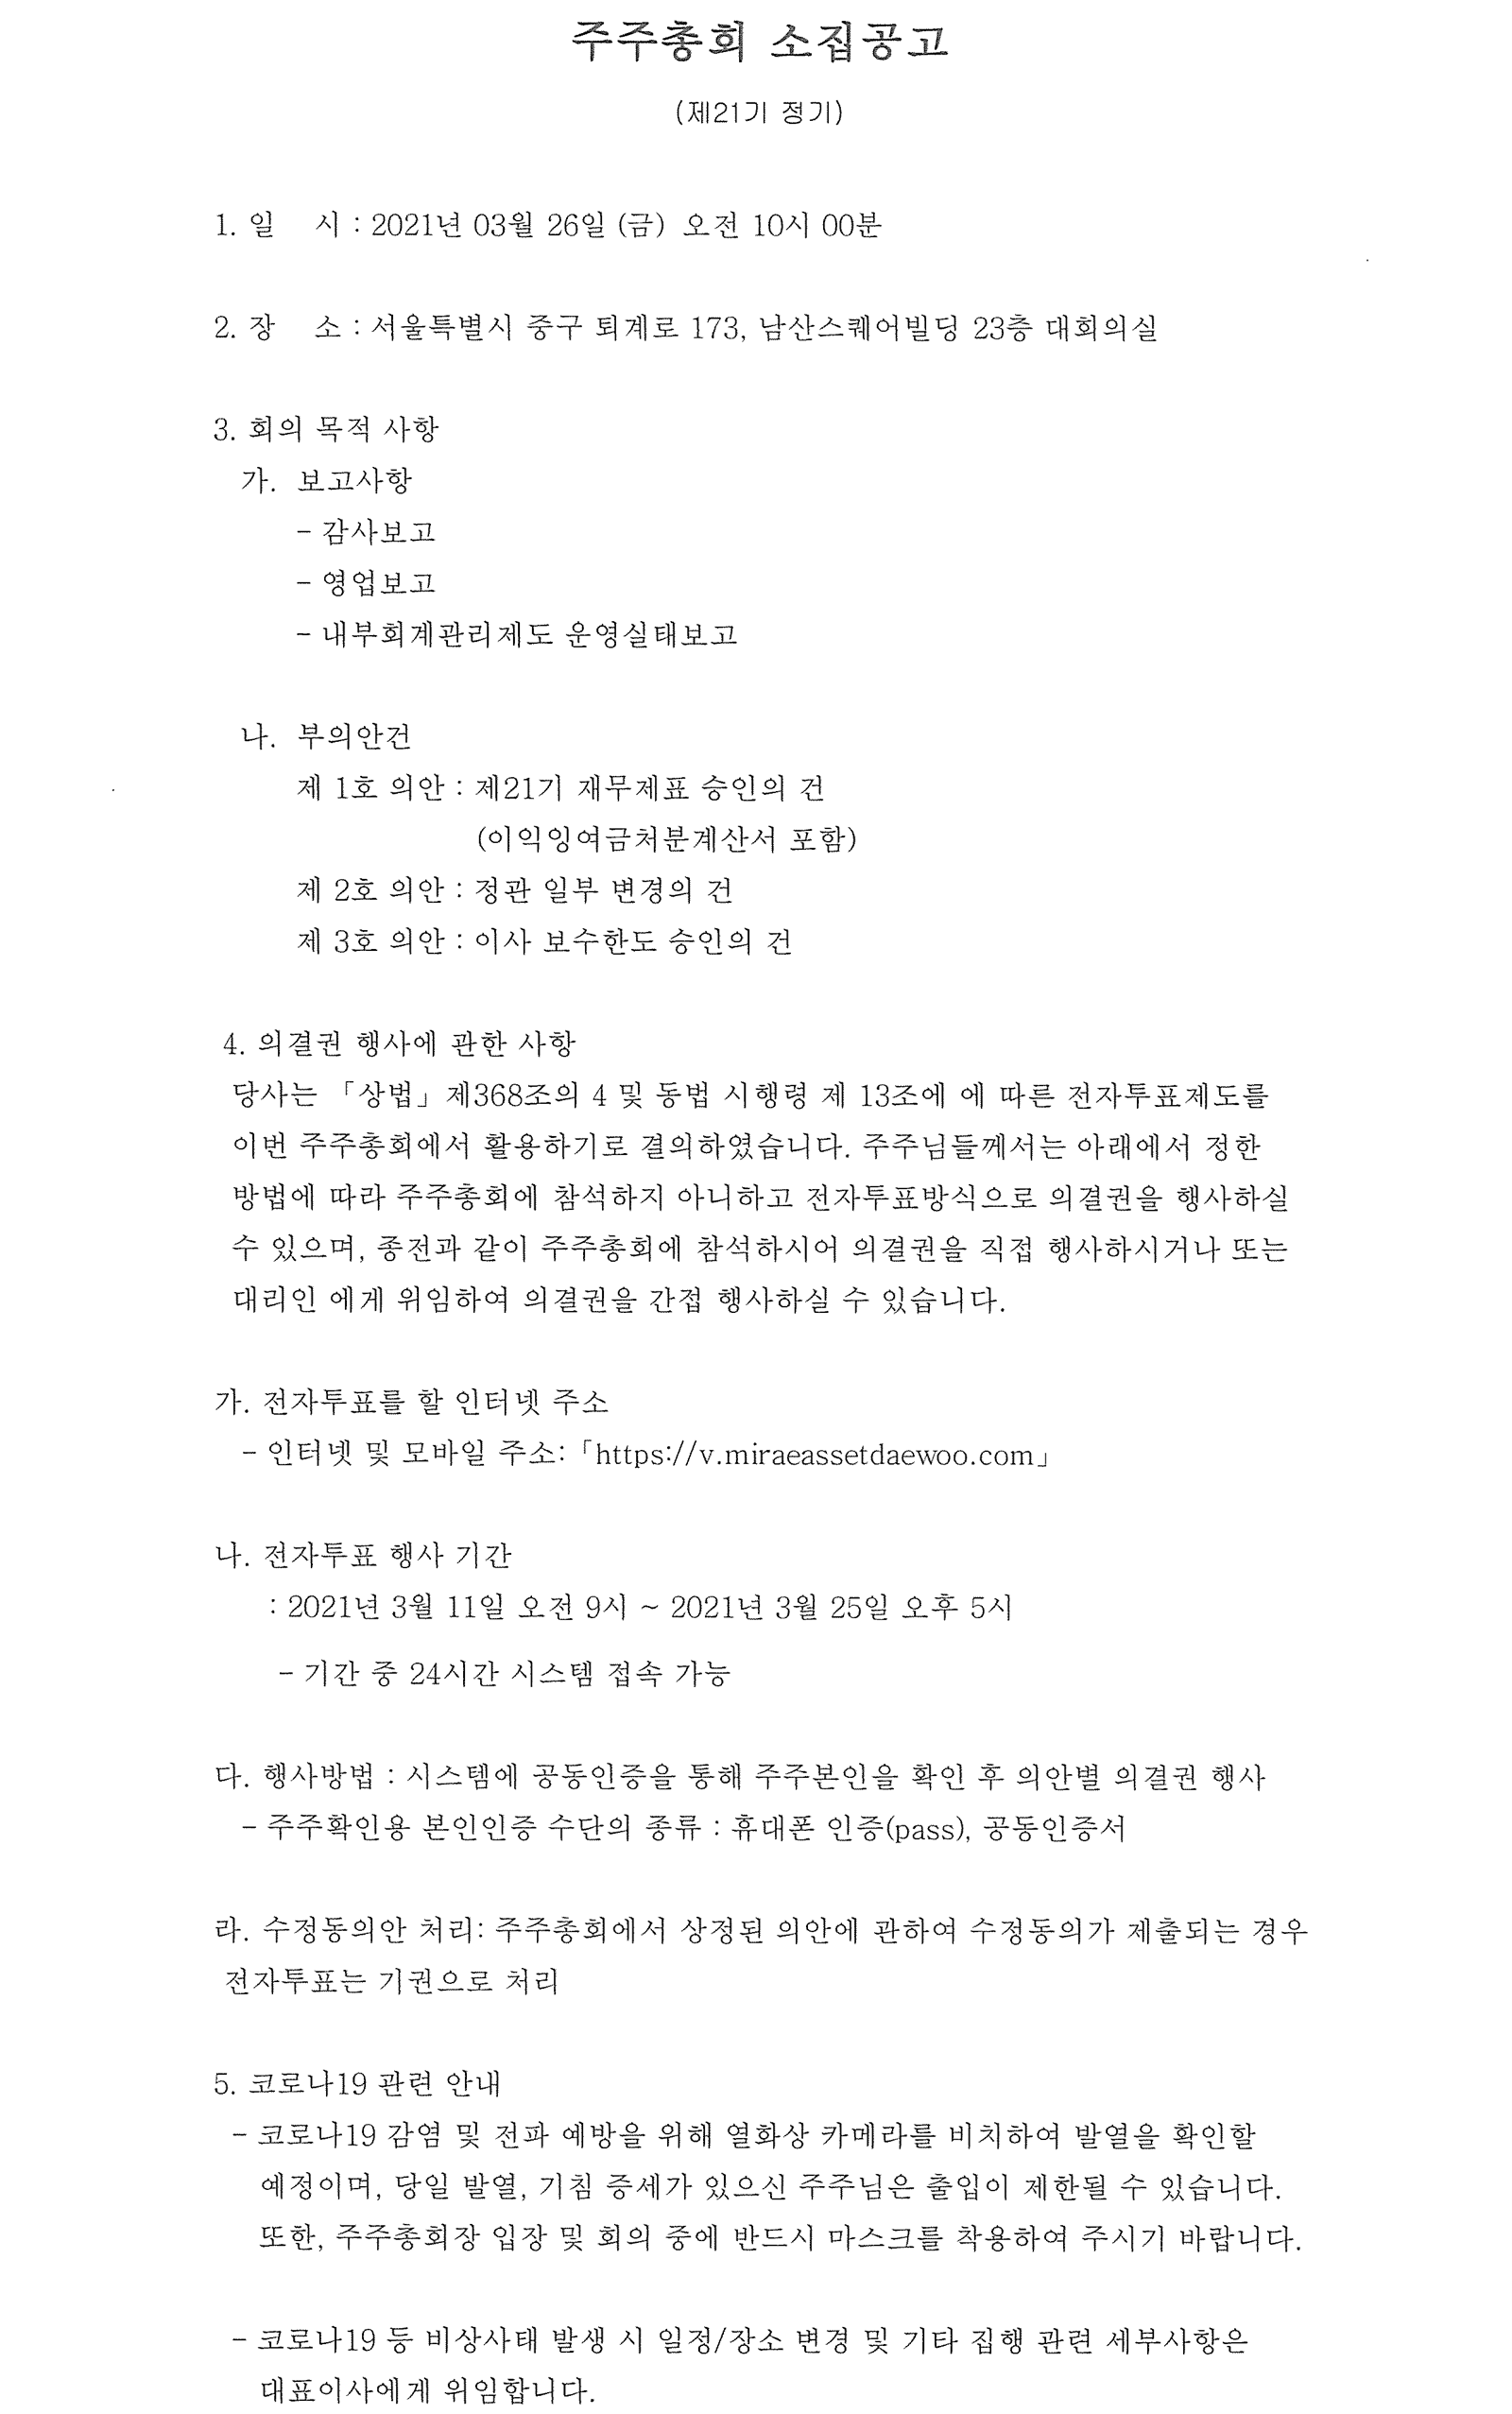 주주총회 소집공고
(제21기 정기)
1. 일 시 : 2021년 03월 26일 (금) 오전 10시 00분
2. 장 소 : 서울특별시 중구 퇴계로 173, 남산스퀘어빌딩 23층 대회의실
3. 회의 목적 사항
가. 보고사항
- 감사보고
- 영업보고
- 내부회계관리제도 운영실태보고
나. 부의안건
제 1호 의안 : 제21기 재무제표 승인의 건
(이익잉여금처분계산서 포함)
제 2호 의안 : 정관 일부 변경의 건
제 3호 의안 : 이사 보수한도 승인의 건
4. 의결권 행사에 관한 사항
당사는 「상법」제368조의 4 및 동법 시행령 제 13조에 에 따른 전자투표제도를
이번 주주총회에서 활용하기로 결의하였습니다. 주주님들께서는 아래에서 정한
방법에 따라 주주총회에 참석하지 아니하고 전자투표방식으로 의결권을 행사하실
수 있으며, 종전과 같이 주주총회에 참석하시어 의결권을 직접 행사하시거나 또는
대리인 에게 위임하여 의결권을 간접 행사하실 수 있습니다.
가. 전자투표를 할 인터넷 주소
- 인터넷 및 모바일 주소: 「https://v.miraeassetdaewoo.com」
나. 전자투표 행사 기간
: 2021년 3월 11일 오전 9시 ~ 2021년 3월 25일 오후 5시
- 기간 중 24시간 시스템 접속 가능
다. 행사방법 : 시스템에 공동인증을 통해 주주본인을 확인 후 의안별 의결권 행사
- 주주확인용 본인인증 수단의 종류 : 휴대폰 인증(pass), 공동인증서
라. 수정동의안 처리: 주주총회에서 상정된 의안에 관하여 수정동의가 제출되는 경우
전자투표는 기권으로 처리
5. 코로나19 관련 안내
- 코로나19 감염 및 전파 예방을 위해 열화상 카메라를 비치하여 발열을 확인할
예정이며, 당일 발열, 기침 증세가 있으신 주주님은 출입이 제한될 수 있습니다.
또한, 주주총회장 입장 및 회의 중에 반드시 마스크를 착용하여 주시기 바랍니다.
- 코로나19 등 비상사태 발생 시 일정/장소 변경 및 기타 집행 관련 세부사항은
대표이사에게 위임합니다.